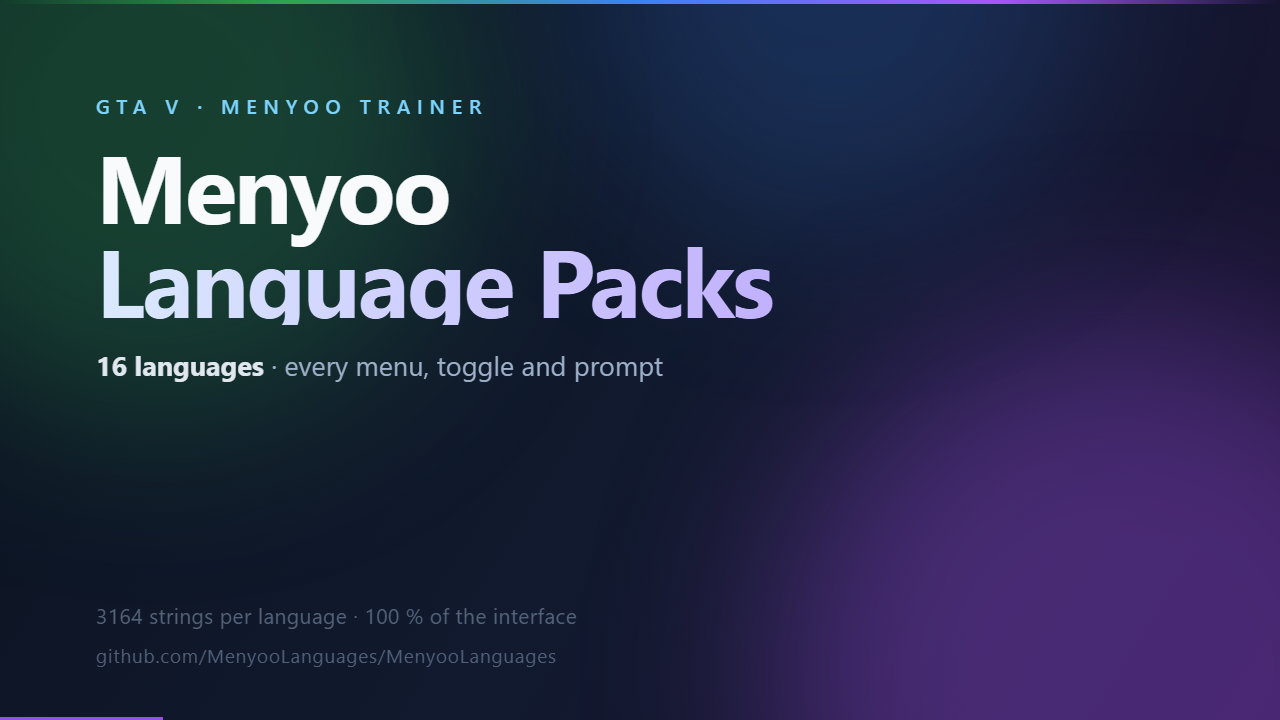 GTA V · MENYOO TRAINER
Menyoo
Language Packs
16 languages · every menu, toggle and prompt
3164 strings per language · 100 % of the interface
github.com/MenyooLanguages/MenyooLanguages